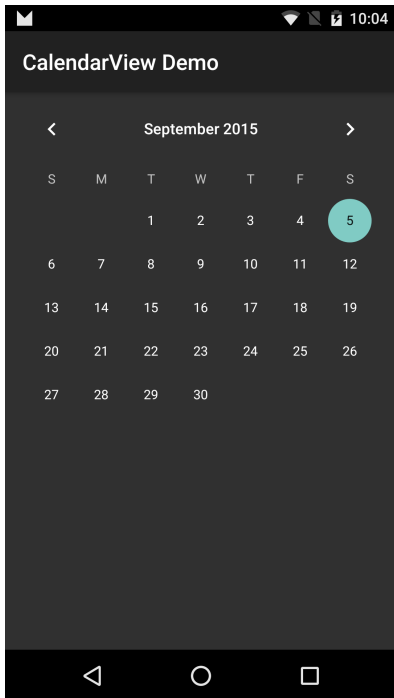 10:04
CalendarView Demo
September 2015
S M T W T F S
1 2 3 4 5
6 7 8 9 10 11 12
13 14 15 16 17 18 19
20 21 22 23 24 25 26
27 28 29 30